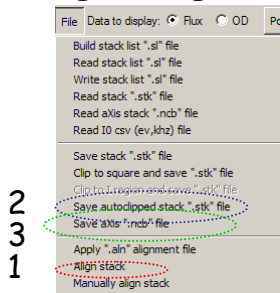 File Data to display: Flux OD Po
Build stack list ".sl" file
Read stack list ".sl" file
Write stack list ".sl" file
Read stack ".stk" file
Read aXis stack ".ncb" file
Read I0 csv (ev,khz) file
Save stack ".stk" file
Clip to square and save ".stk" file
Clip to I region and save ".stk" file
2 Save autoclipped stack ".stk" file
3 Save aXis ".ncb" file
Apply ".aln" alignment file
1 Align stack
Manually align stack